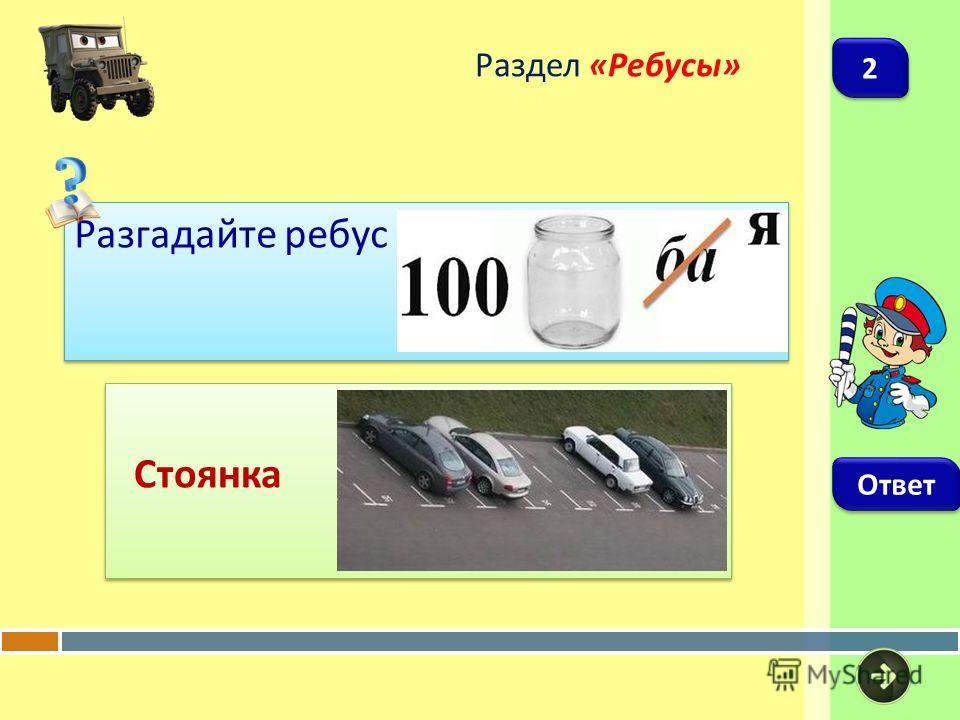 Раздел «Ребусы»
2
Разгадайте ребус
100
ба
я
Стоянка
Ответ
MyShared